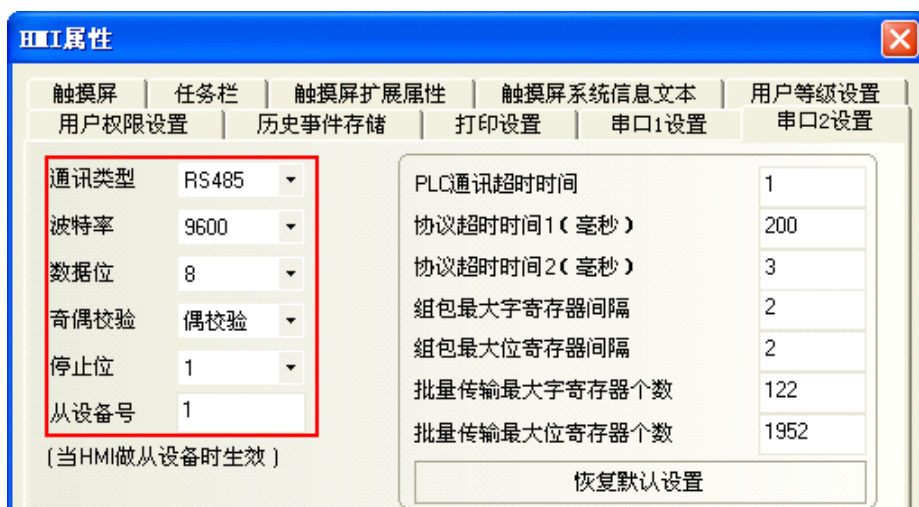 HMI属性
触摸屏 任务栏 触摸屏扩展属性 触摸屏系统信息文本 用户等级设置
用户权限设置 历史事件存储 打印设置 串口1设置 串口2设置
通讯类型 RS485
波特率 9600
数据位 8
奇偶校验 偶校验
停止位 1
从设备号 1
(当HMI做从设备时生效)
PLC通讯超时时间 1
协议超时时间1(毫秒) 200
协议超时时间2(毫秒) 3
组包最大字寄存器间隔 2
组包最大位寄存器间隔 2
批量传输最大字寄存器个数 122
批量传输最大位寄存器个数 1952
恢复默认设置